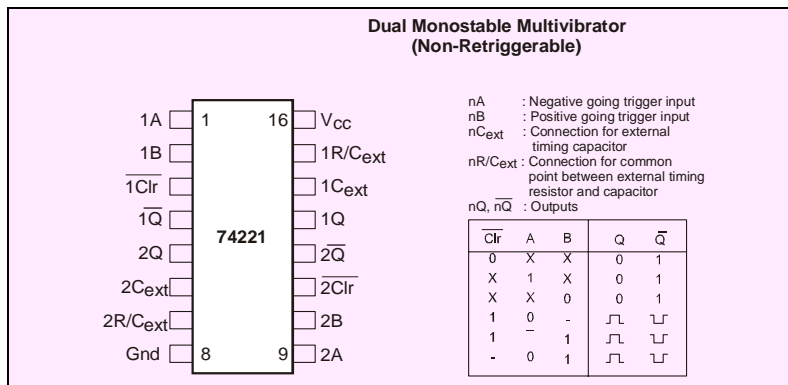 Dual Monostable Multivibrator
(Non-Retriggerable)
1A 1 16 VCC
1B 1R/Cext
1Clr 1Cext
1Q 1Q
74221
2Q 2Q
2Cext 2Clr
2R/Cext 2B
Gnd 8 9 2A
nA : Negative going trigger input
nB : Positive going trigger input
nCext : Connection for external
timing capacitor
nR/Cext : Connection for common
point between external timing
resistor and capacitor
nQ, nQ̅ : Outputs
C̅l̅r̅ A B Q Q̅
0 X X 0 1
X 1 X 0 1
X X 0 0 1
1 0 -
1 ¯ 1
- 0 1